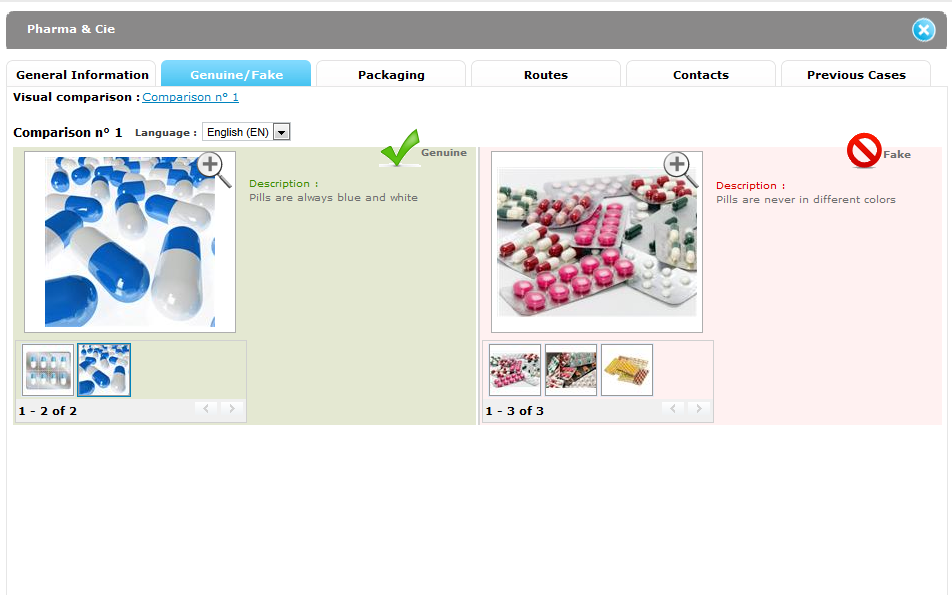 Pharma & Cie
General Information
Genuine/Fake
Packaging
Routes
Contacts
Previous Cases
Visual comparison : Comparison n° 1
Comparison n° 1 Language : English (EN)
Genuine
Description :
Pills are always blue and white
1 - 2 of 2
Fake
Description :
Pills are never in different colors
1 - 3 of 3